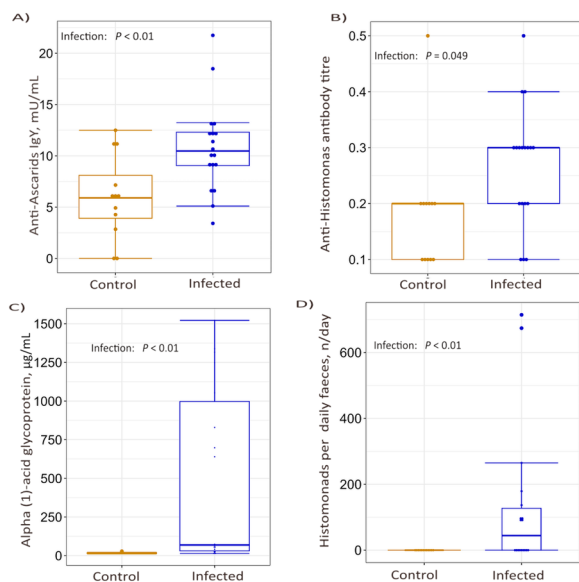 A)
Infection: P < 0.01
Anti-Ascarids IgY, mU/mL
20
15
10
5
0
Control Infected
B)
Infection: P = 0.049
Anti-Histomonas antibody titre
0.5
0.4
0.3
0.2
0.1
Control Infected
C)
Infection: P < 0.01
Alpha (1)-acid glycoprotein, µg/mL
1500
1250
1000
750
500
250
0
Control Infected
D)
Infection: P < 0.01
Histomonads per daily faeces, n/day
600
400
200
100
0
Control Infected